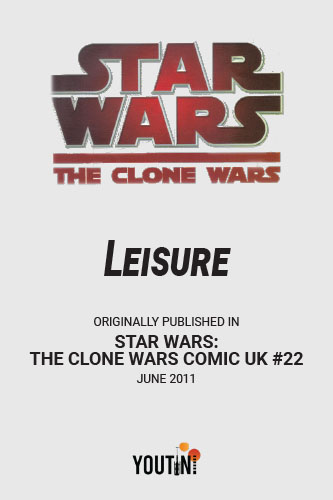 STAR
WARS
THE CLONE WARS
LEISURE
ORIGINALLY PUBLISHED IN
STAR WARS:
THE CLONE WARS COMIC UK #22
JUNE 2011
YOUTINI